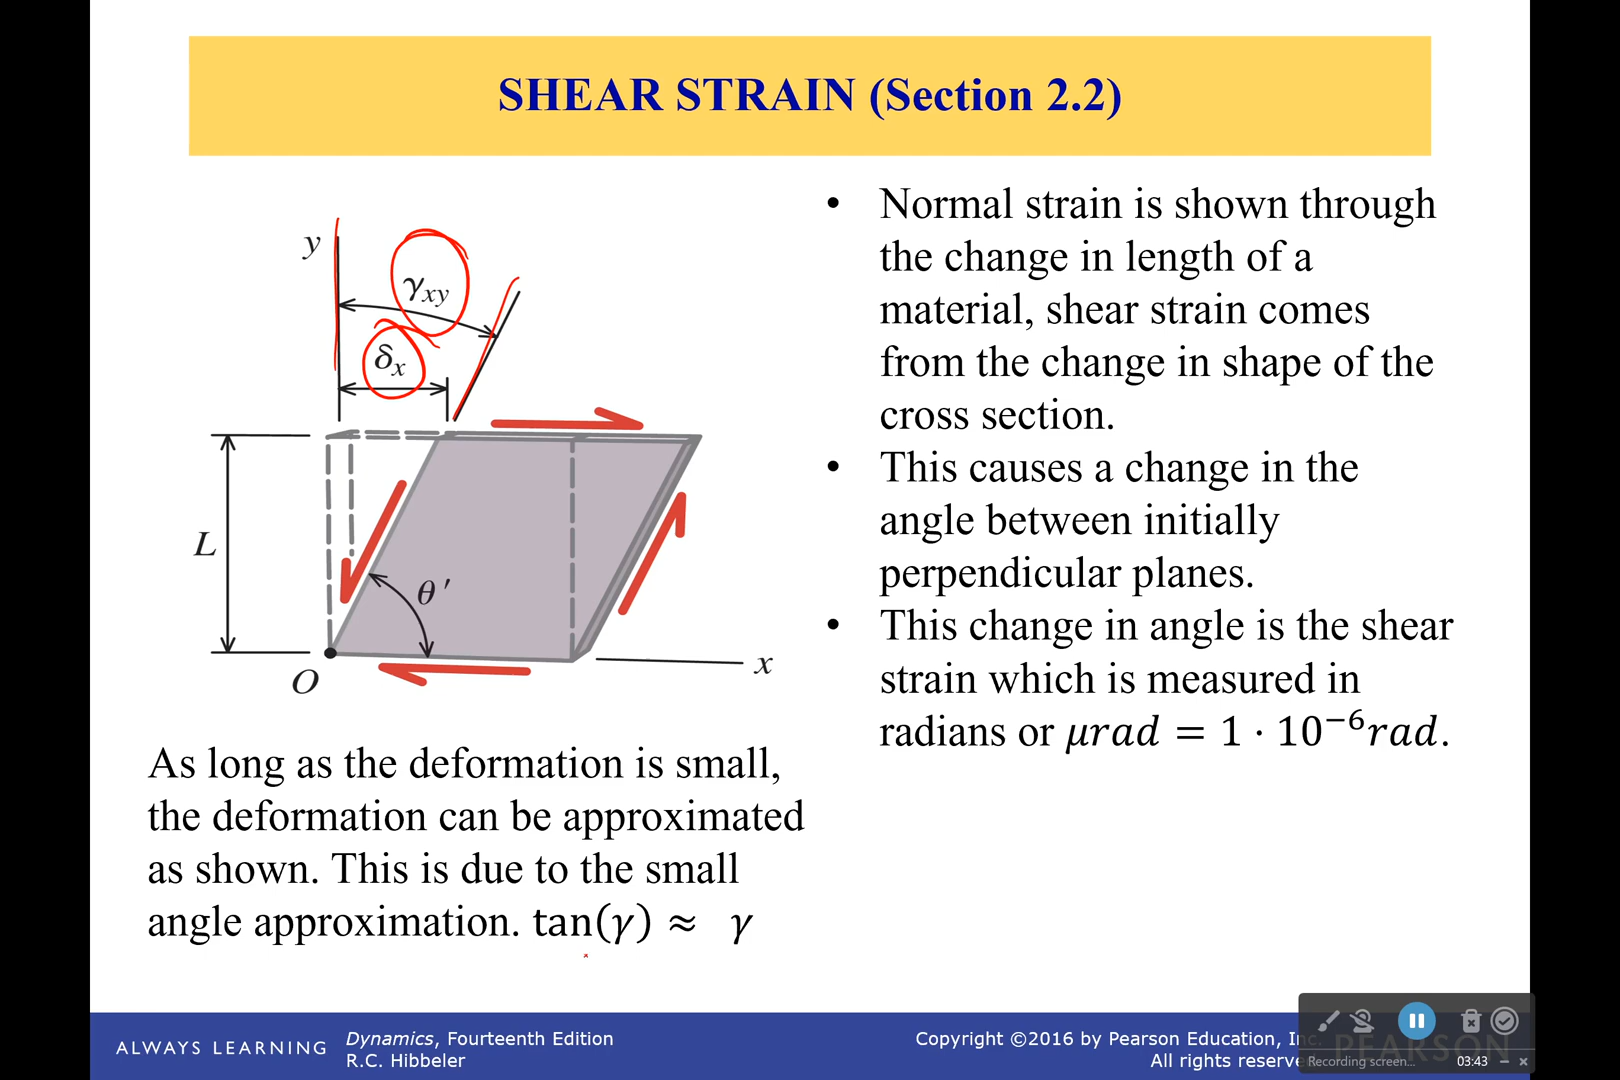 SHEAR STRAIN (Section 2.2)
y
γxy
δx
L
θ′
O
x
As long as the deformation is small,
the deformation can be approximated
as shown. This is due to the small
angle approximation. tan(γ) ≈ γ
• Normal strain is shown through
the change in length of a
material, shear strain comes
from the change in shape of the
cross section.
• This causes a change in the
angle between initially
perpendicular planes.
• This change in angle is the shear
strain which is measured in
radians or μrad = 1 · 10⁻⁶rad.
ALWAYS LEARNING
Dynamics, Fourteenth Edition
R.C. Hibbeler
Copyright ©2016 by Pearson Education, Inc.
All rights reserve
PEARSON
Recording screen... 03:43